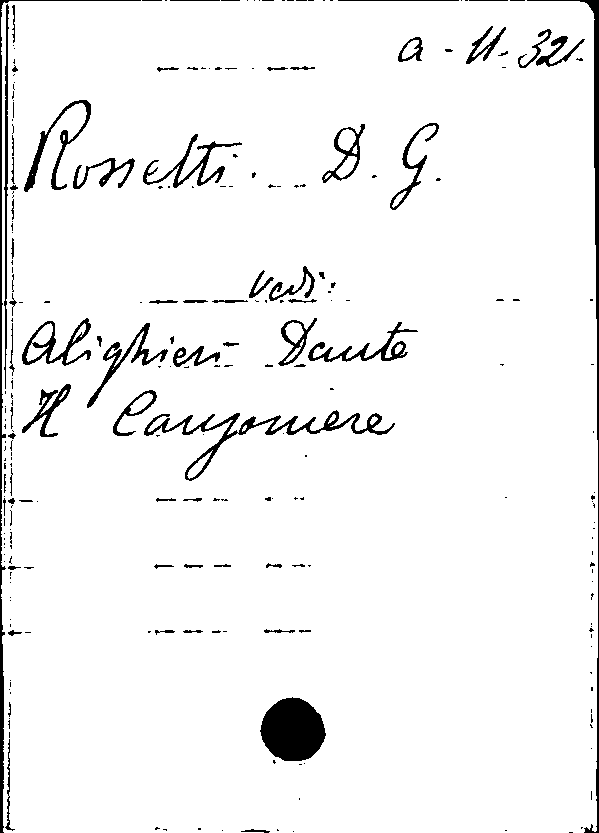 a-11-321.
Rossetti. D. G.
vedi:
Alighieri Dante
Il Canzoniere